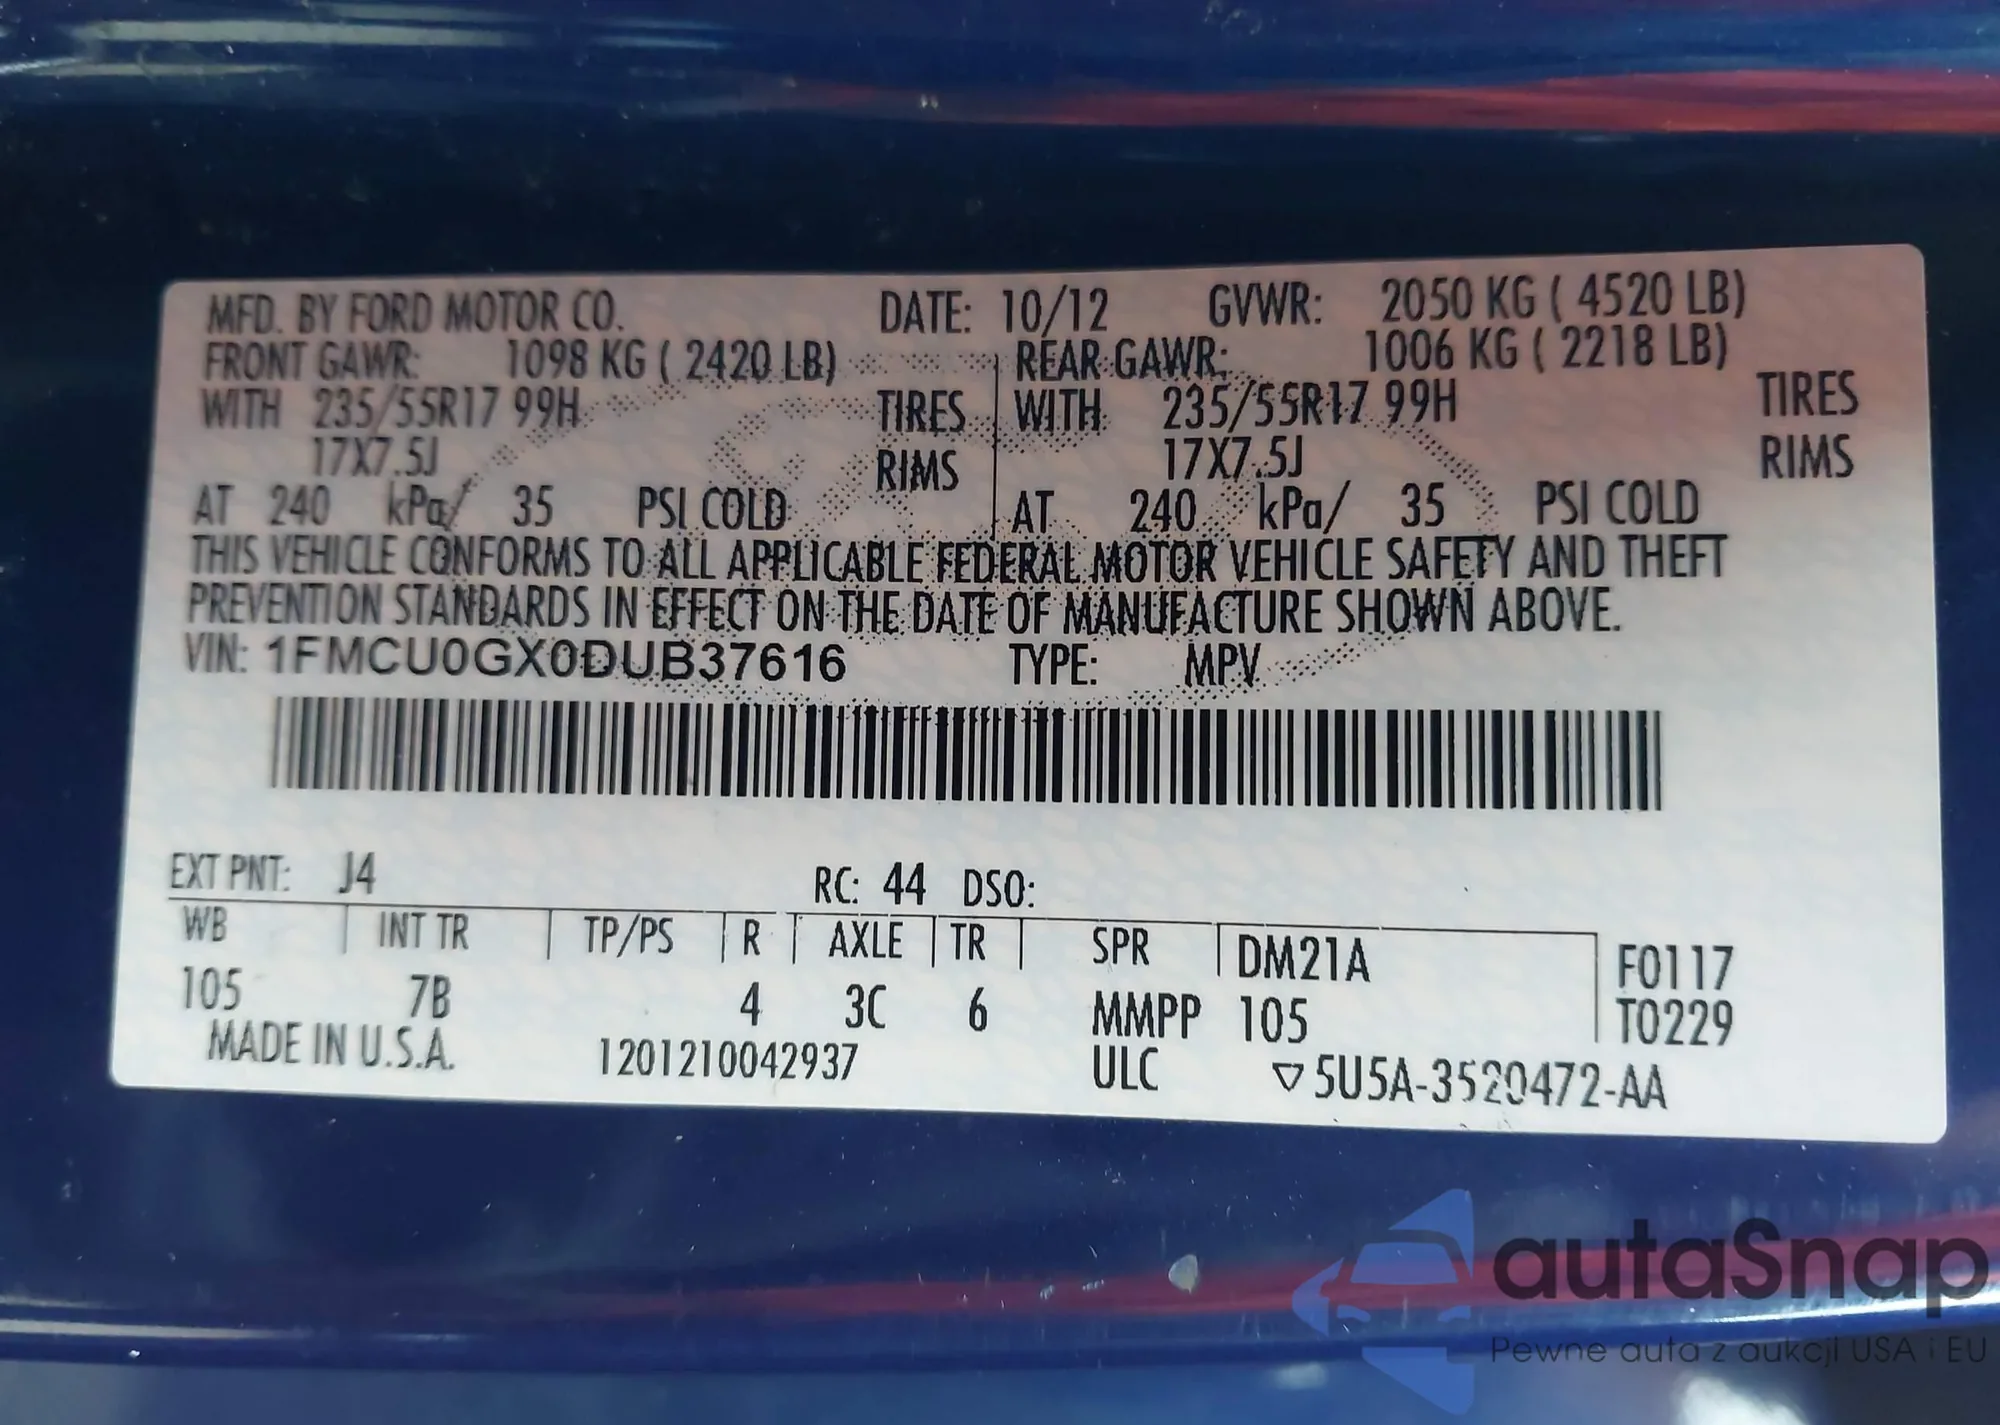 MFD. BY FORD MOTOR CO. DATE: 10/12 GVWR: 2050 KG ( 4520 LB)
FRONT GAWR: 1098 KG ( 2420 LB) REAR GAWR: 1006 KG ( 2218 LB)
WITH 235/55R17 99H TIRES WITH 235/55R17 99H TIRES
17X7.5J RIMS 17X7.5J RIMS
AT 240 kPa/ 35 PSI COLD AT 240 kPa/ 35 PSI COLD
THIS VEHICLE CONFORMS TO ALL APPLICABLE FEDERAL MOTOR VEHICLE SAFETY AND THEFT
PREVENTION STANDARDS IN EFFECT ON THE DATE OF MANUFACTURE SHOWN ABOVE.
VIN: 1FMCU0GX0DUB37616 TYPE: MPV
EXT PNT: J4 RC: 44 DSO:
WB INT TR TP/PS R AXLE TR SPR DM21A F0117
105 7B 4 3C 6 MMPP 105 T0229
MADE IN U.S.A. 1201210042937 ULC ▽5U5A-3520472-AA
autaSnap
Pewne auta z aukcji USA i EU